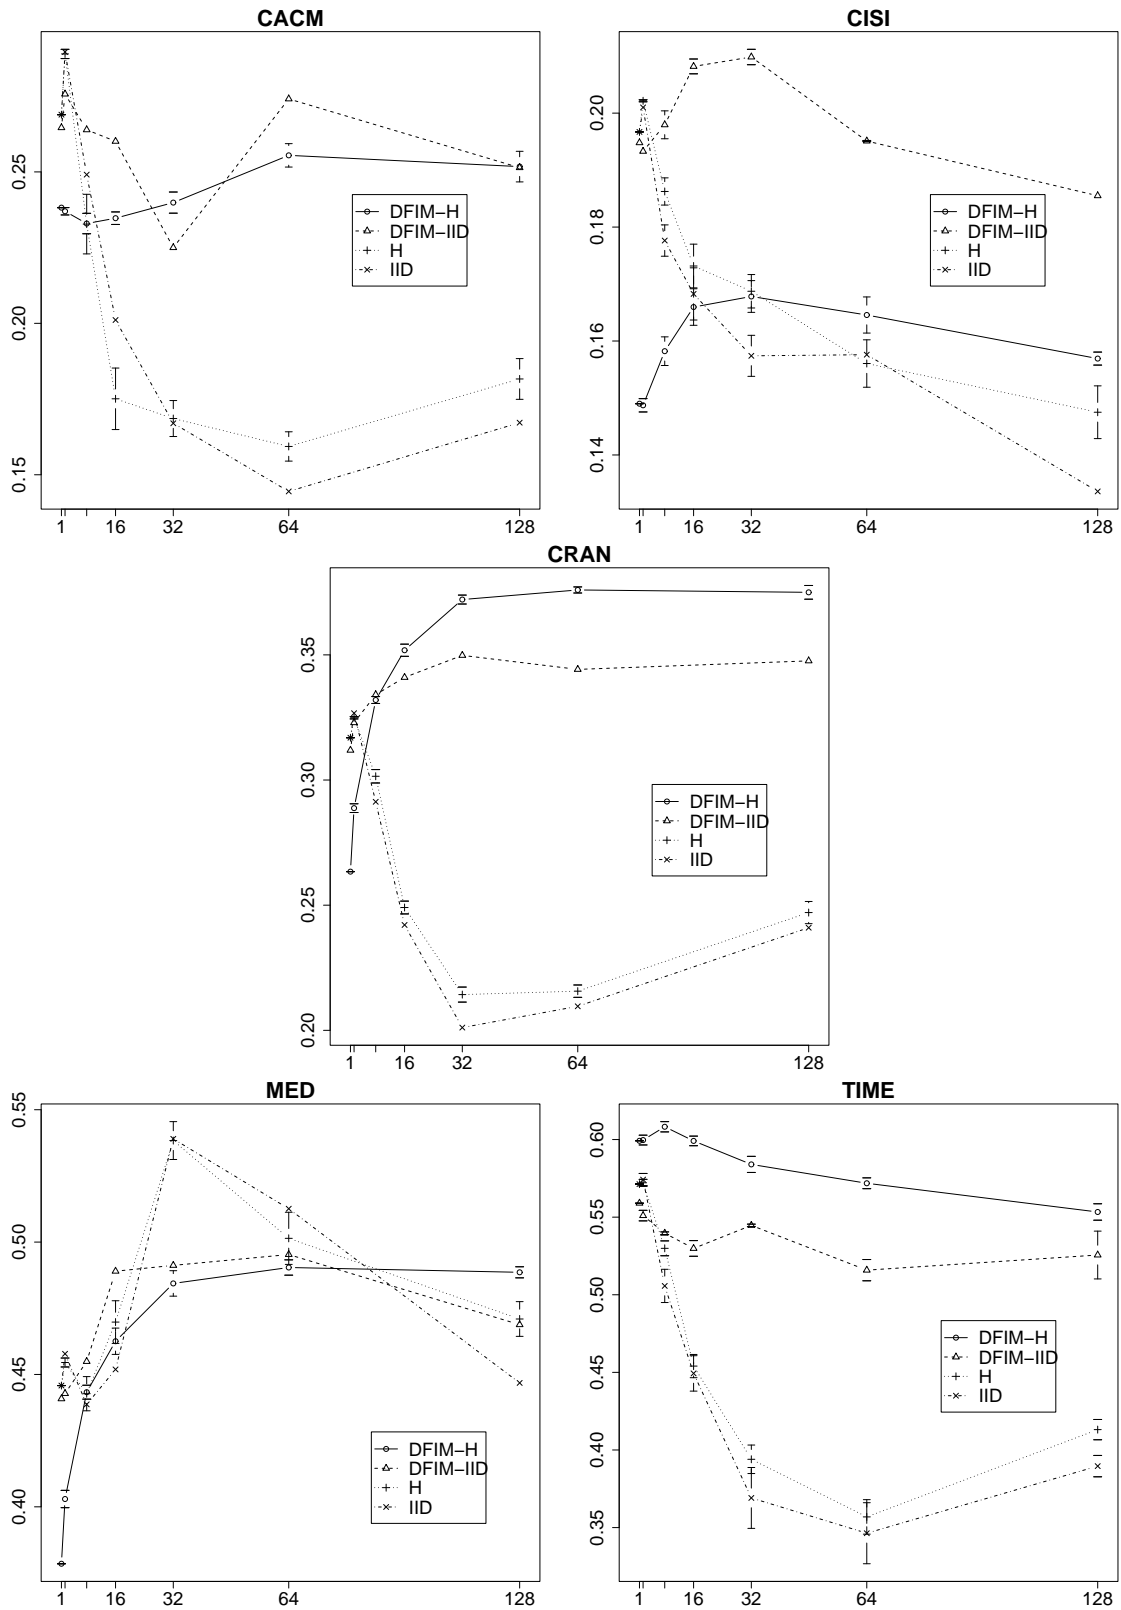 CACM
0.25
0.20
0.15
DFIM−H
DFIM−IID
H
IID
1 16 32 64 128
CISI
0.20
0.18
0.16
0.14
DFIM−H
DFIM−IID
H
IID
1 16 32 64 128
CRAN
0.35
0.30
0.25
0.20
DFIM−H
DFIM−IID
H
IID
1 16 32 64 128
MED
0.55
0.50
0.45
0.40
DFIM−H
DFIM−IID
H
IID
1 16 32 64 128
TIME
0.60
0.55
0.50
0.45
0.40
0.35
DFIM−H
DFIM−IID
H
IID
1 16 32 64 128